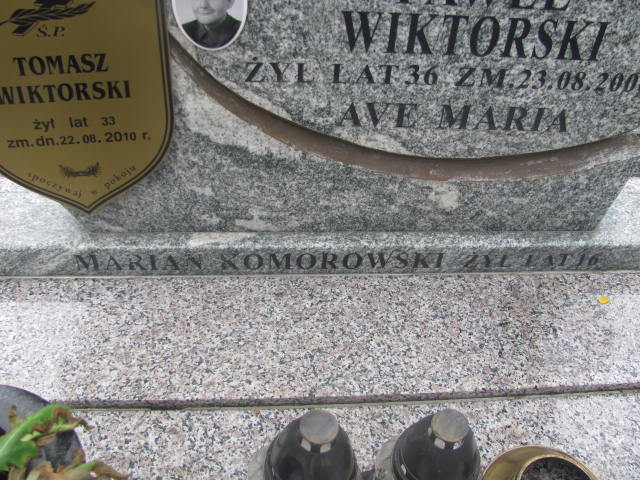 Ś.P.
TOMASZ
WIKTORSKI
żył lat 33
zm.dn.22.08.2010 r.
spoczywaj w pokoju
PAWEŁ
WIKTORSKI
ŻYŁ LAT 36 ZM.23.08.200
AVE MARIA
MARIAN KOMOROWSKI ŻYŁ LAT 16